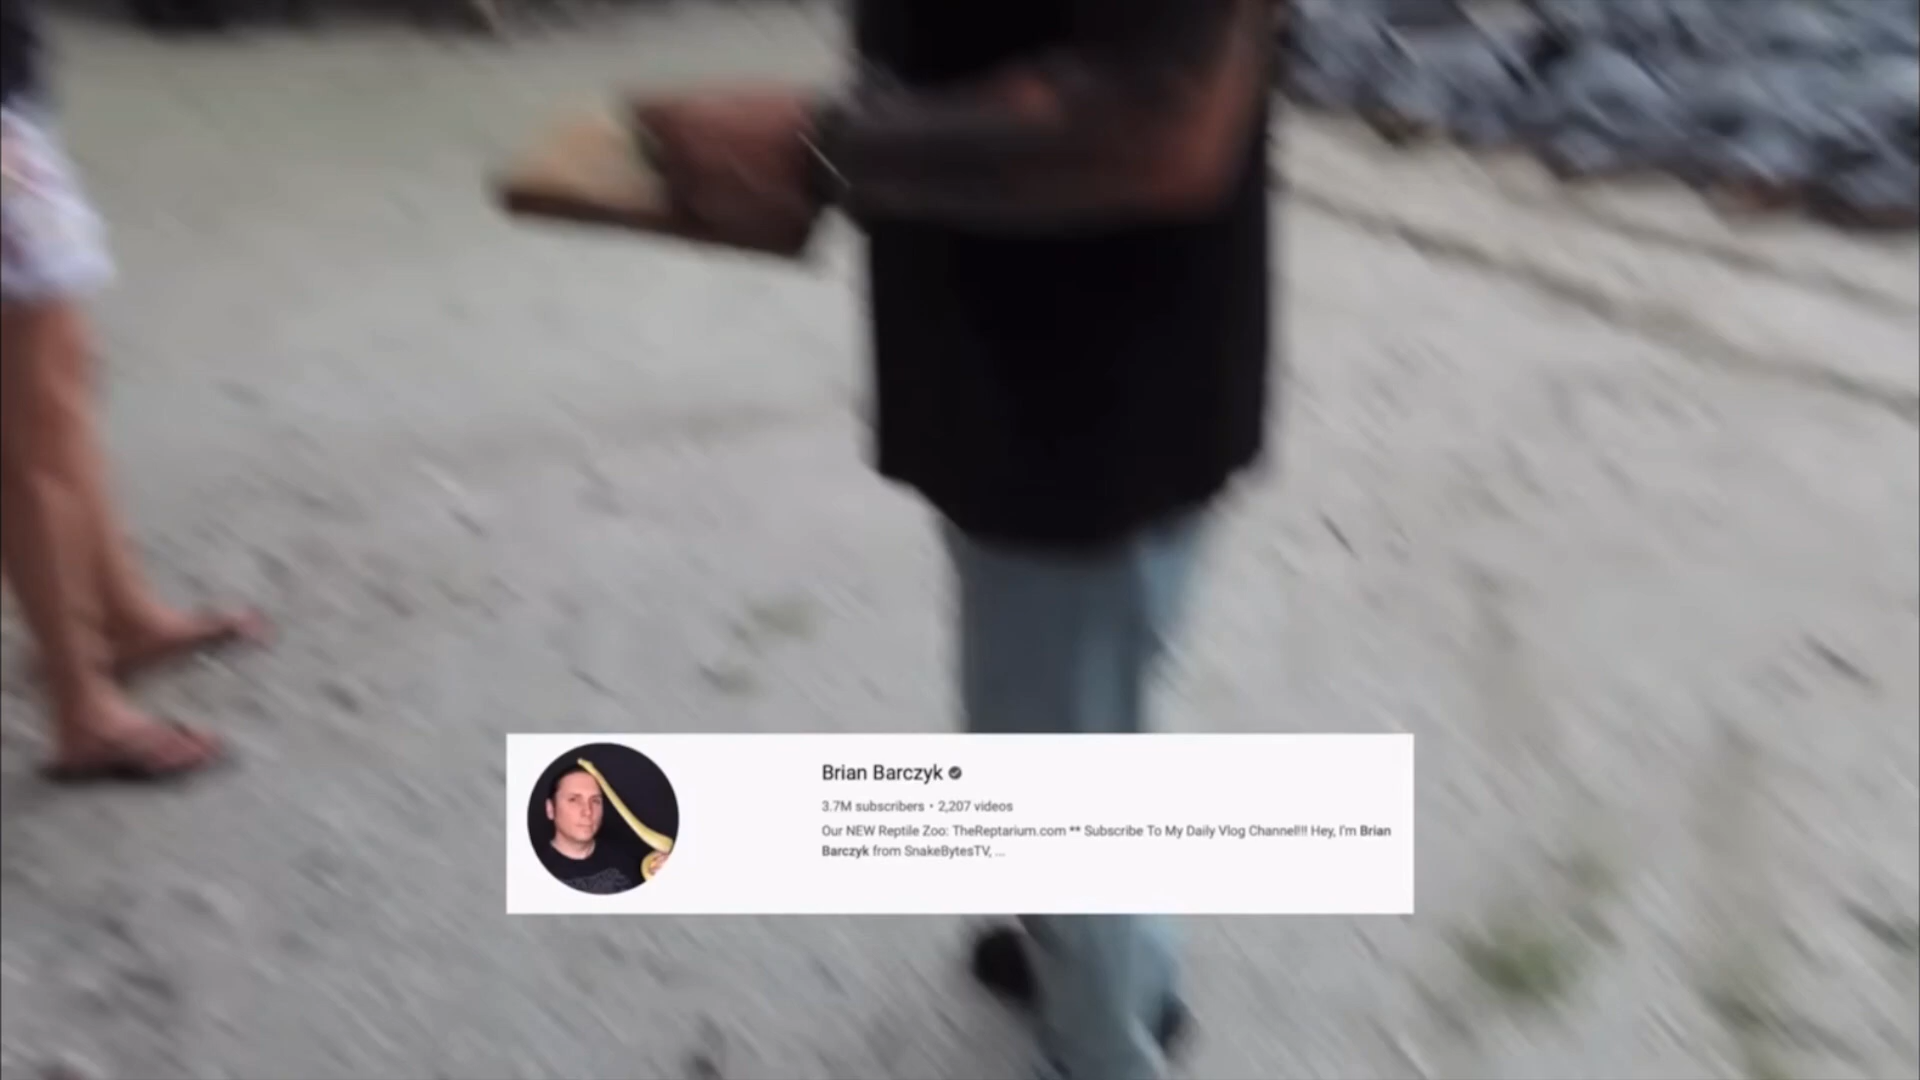 Brian Barczyk
3.7M subscribers • 2,207 videos
Our NEW Reptile Zoo: TheReptarium.com ** Subscribe To My Daily Vlog Channel!!! Hey, I'm Brian
Barczyk from SnakeBytesTV, ...